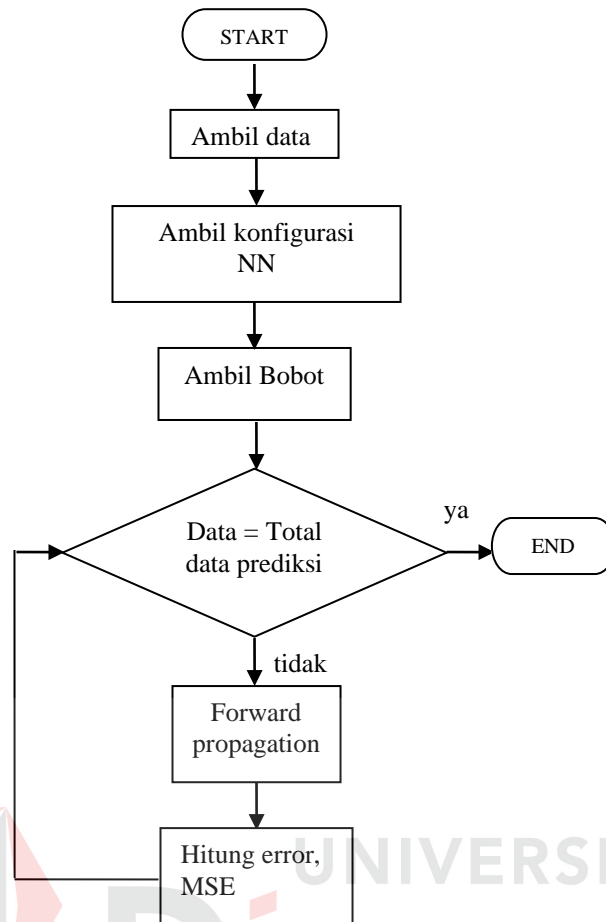 START
Ambil data
Ambil konfigurasi
NN
Ambil Bobot
Data = Total
data prediksi
ya
END
tidak
Forward
propagation
Hitung error,
MSE